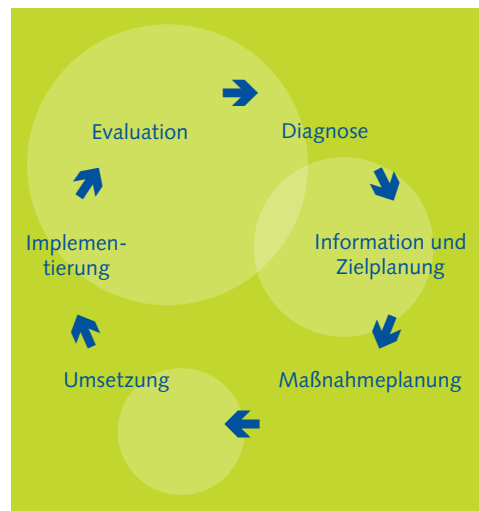 Evaluation
Diagnose
Implemen-
tierung
Information und
Zielplanung
Umsetzung
Maßnahmeplanung